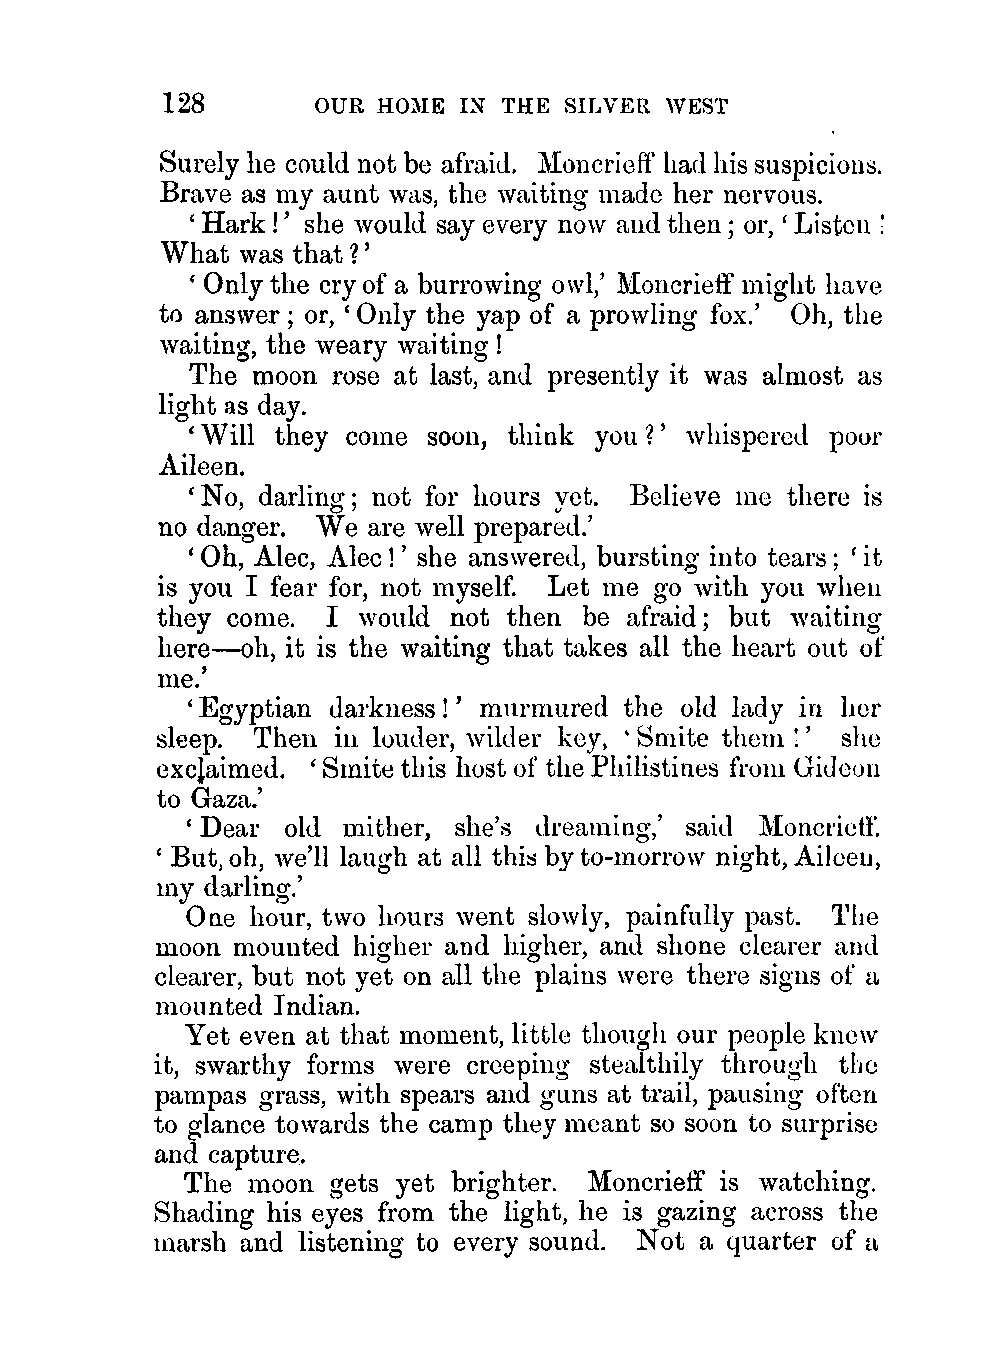 128 OUR HOME IN THE SILVER WEST
Surely he could not be afraid. Moncrieff had his suspicions.
Brave as my aunt was, the waiting made her nervous.
‘Hark!’ she would say every now and then; or, ‘Listen!
What was that?’
‘Only the cry of a burrowing owl,’ Moncrieff might have
to answer; or, ‘Only the yap of a prowling fox.’ Oh, the
waiting, the weary waiting!
The moon rose at last, and presently it was almost as
light as day.
‘Will they come soon, think you?’ whispered poor
Aileen.
‘No, darling; not for hours yet. Believe me there is
no danger. We are well prepared.’
‘Oh, Alec, Alec!’ she answered, bursting into tears; ‘it
is you I fear for, not myself. Let me go with you when
they come. I would not then be afraid; but waiting
here—oh, it is the waiting that takes all the heart out of
me.’
‘Egyptian darkness!’ murmured the old lady in her
sleep. Then in louder, wilder key, ‘Smite them!’ she
exclaimed. ‘Smite this host of the Philistines from Gideon
to Gaza.’
‘Dear old mither, she’s dreaming,’ said Moncrieff.
‘But, oh, we’ll laugh at all this by to-morrow night, Aileen,
my darling.’
One hour, two hours went slowly, painfully past. The
moon mounted higher and higher, and shone clearer and
clearer, but not yet on all the plains were there signs of a
mounted Indian.
Yet even at that moment, little though our people knew
it, swarthy forms were creeping stealthily through the
pampas grass, with spears and guns at trail, pausing often
to glance towards the camp they meant so soon to surprise
and capture.
The moon gets yet brighter. Moncrieff is watching.
Shading his eyes from the light, he is gazing across the
marsh and listening to every sound. Not a quarter of a